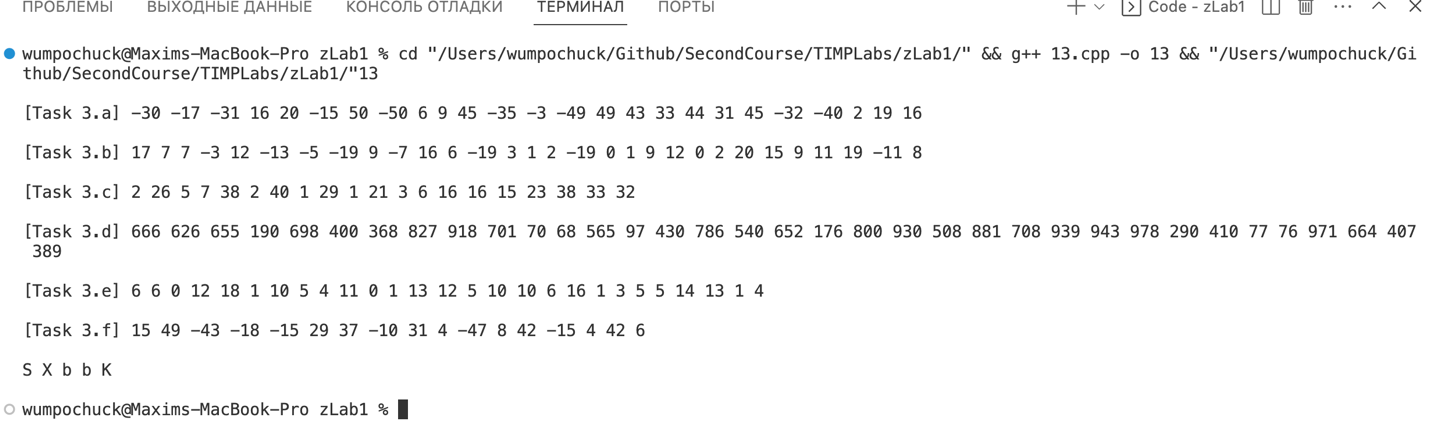 ПРОБЛЕМЫ ВЫХОДНЫЕ ДАННЫЕ КОНСОЛЬ ОТЛАДКИ ТЕРМИНАЛ ПОРТЫ Code - zLab1
wumpochuck@Maxims-MacBook-Pro zLab1 % cd "/Users/wumpochuck/Github/SecondCourse/TIMPLabs/zLab1/" && g++ 13.cpp -o 13 && "/Users/wumpochuck/Gi
thub/SecondCourse/TIMPLabs/zLab1/"13
[Task 3.a] -30 -17 -31 16 20 -15 50 -50 6 9 45 -35 -3 -49 49 43 33 44 31 45 -32 -40 2 19 16
[Task 3.b] 17 7 7 -3 12 -13 -5 -19 9 -7 16 6 -19 3 1 2 -19 0 1 9 12 0 2 20 15 9 11 19 -11 8
[Task 3.c] 2 26 5 7 38 2 40 1 29 1 21 3 6 16 16 15 23 38 33 32
[Task 3.d] 666 626 655 190 698 400 368 827 918 701 70 68 565 97 430 786 540 652 176 800 930 508 881 708 939 943 978 290 410 77 76 971 664 407
389
[Task 3.e] 6 6 0 12 18 1 10 5 4 11 0 1 13 12 5 10 10 6 16 1 3 5 5 14 13 1 4
[Task 3.f] 15 49 -43 -18 -15 29 37 -10 31 4 -47 8 42 -15 4 42 6
S X b b K
wumpochuck@Maxims-MacBook-Pro zLab1 %